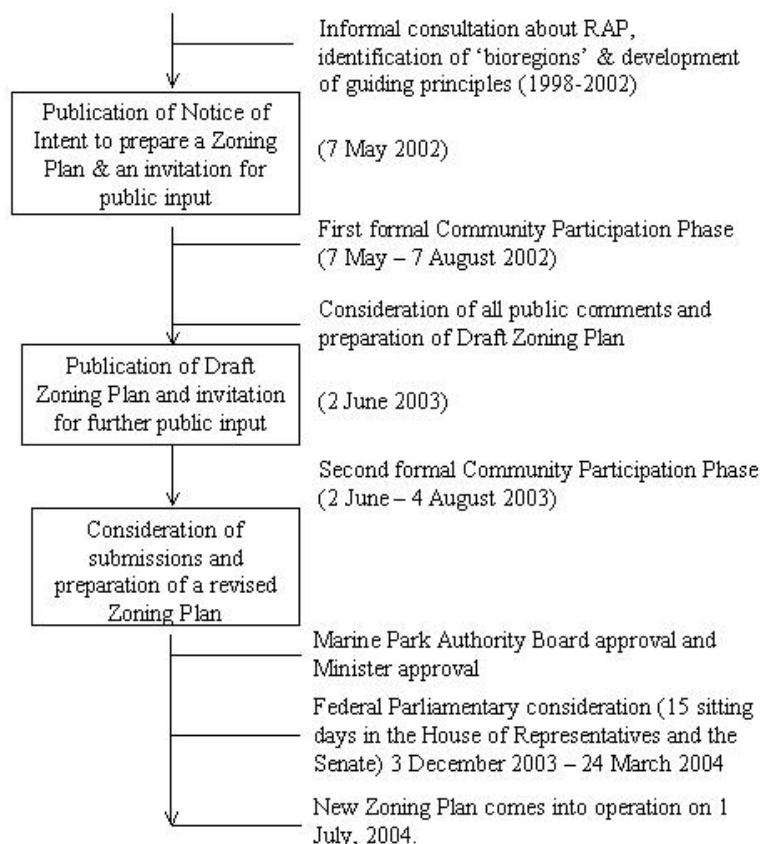 Informal consultation about RAP,
identification of ‘bioregions’ & development
of guiding principles (1998-2002)
Publication of Notice of
Intent to prepare a Zoning
Plan & an invitation for
public input
(7 May 2002)
First formal Community Participation Phase
(7 May – 7 August 2002)
Consideration of all public comments and
preparation of Draft Zoning Plan
Publication of Draft
Zoning Plan and invitation
for further public input
(2 June 2003)
Second formal Community Participation Phase
(2 June – 4 August 2003)
Consideration of
submissions and
preparation of a revised
Zoning Plan
Marine Park Authority Board approval and
Minister approval
Federal Parliamentary consideration (15 sitting
days in the House of Representatives and the
Senate) 3 December 2003 – 24 March 2004
New Zoning Plan comes into operation on 1
July, 2004.